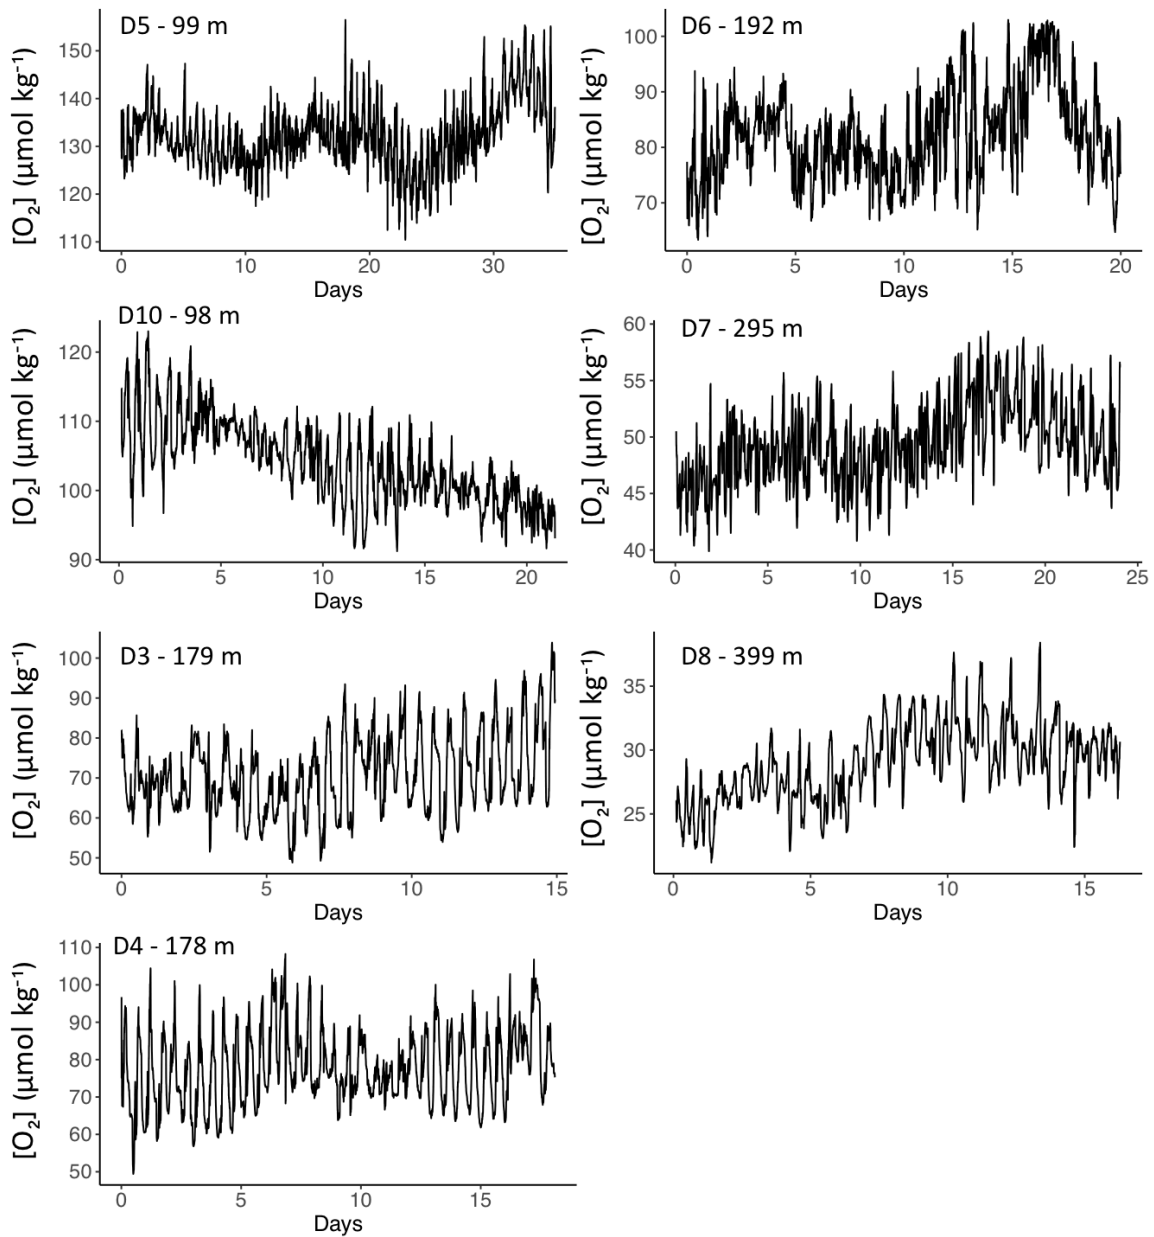 D5 - 99 m
[O₂] (μmol kg⁻¹)
150
140
130
120
110
0 10 20 30
Days
D6 - 192 m
[O₂] (μmol kg⁻¹)
100
90
80
70
0 5 10 15 20
Days
D10 - 98 m
[O₂] (μmol kg⁻¹)
120
110
100
90
0 5 10 15 20
Days
D7 - 295 m
[O₂] (μmol kg⁻¹)
60
55
50
45
40
0 5 10 15 20 25
Days
D3 - 179 m
[O₂] (μmol kg⁻¹)
100
90
80
70
60
50
0 5 10 15
Days
D8 - 399 m
[O₂] (μmol kg⁻¹)
35
30
25
0 5 10 15
Days
D4 - 178 m
[O₂] (μmol kg⁻¹)
110
100
90
80
70
60
50
0 5 10 15
Days